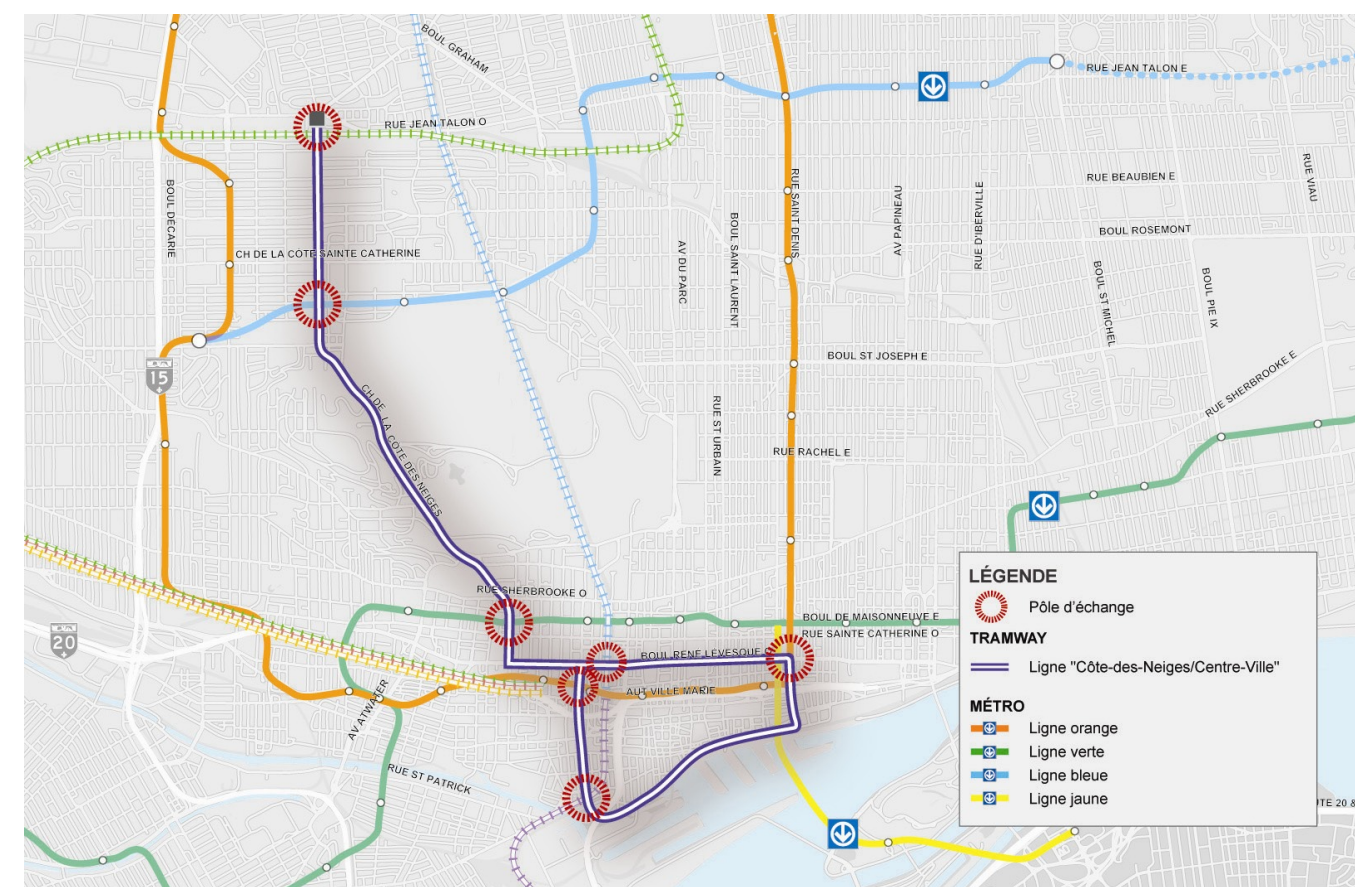 BOUL GRAHAM
RUE JEAN TALON E
RUE JEAN TALON O
BOUL DÉCARIE
RUE SAINT DENIS
RUE VIAU
RUE BEAUBIEN E
AV PAPINEAU
RUE D'IBERVILLE
BOUL SAINT LAURENT
AV DU PARC
BOUL ROSEMONT
CH DE LA COTE SAINTE CATHERINE
BOUL ST MICHEL
BOUL PIE IX
15
BOUL ST JOSEPH E
RUE SHERBROOKE E
CH DE LA COTE DES NEIGES
RUE ST URBAIN
RUE RACHEL E
RUE SHERBROOKE O
BOUL DE MAISONNEUVE E
RUE SAINTE CATHERINE O
20
BOUL RENE LÉVESQUE O
AUT VILLE MARIE
AV ATWATER
RUE ST PATRICK
LÉGENDE
Pôle d'échange
TRAMWAY
Ligne "Côte-des-Neiges/Centre-Ville"
MÉTRO
Ligne orange
Ligne verte
Ligne bleue
Ligne jaune